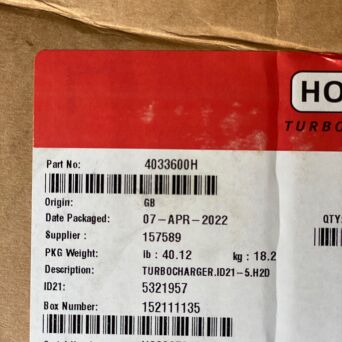 HO
TURBO
Part No: 4033600H
Origin: GB
Date Packaged: 07-APR-2022
QTY
Supplier : 157589
PKG Weight: lb : 40.12 kg : 18.2
Description: TURBOCHARGER.ID21-5.H2D
ID21: 5321957
Box Number: 152111135